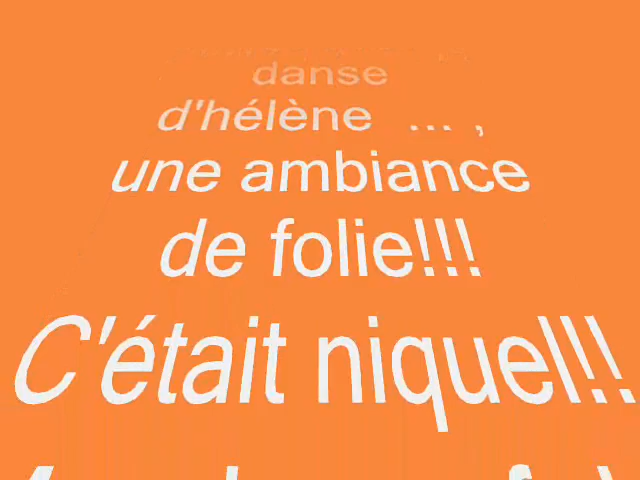 danse
d'hélène ... ,
une ambiance
de folie!!!
C'était niquel!!